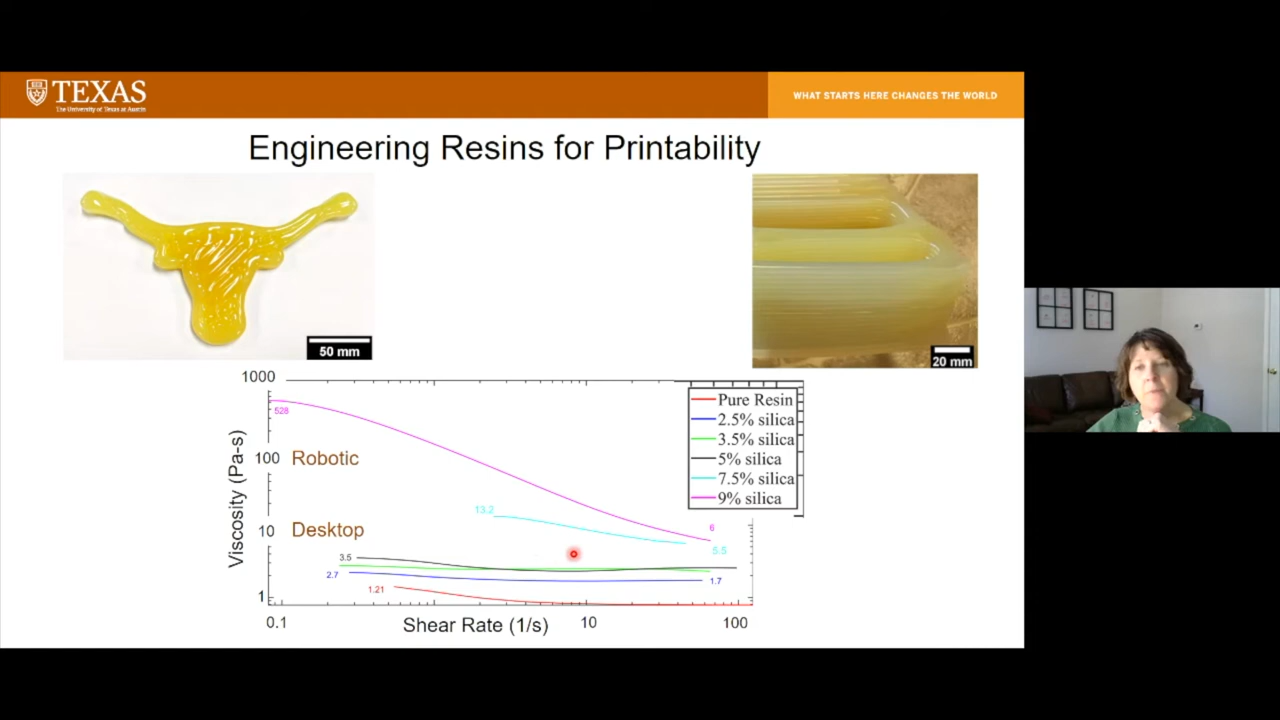 TEXAS
The University of Texas at Austin
WHAT STARTS HERE CHANGES THE WORLD
Engineering Resins for Printability
50 mm
20 mm
1000
528
100
10
1
Viscosity (Pa-s)
Robotic
Desktop
13.2
3.5
2.7
1.21
6
5.5
1.7
Pure Resin
2.5% silica
3.5% silica
5% silica
7.5% silica
9% silica
0.1
Shear Rate (1/s)
10
100